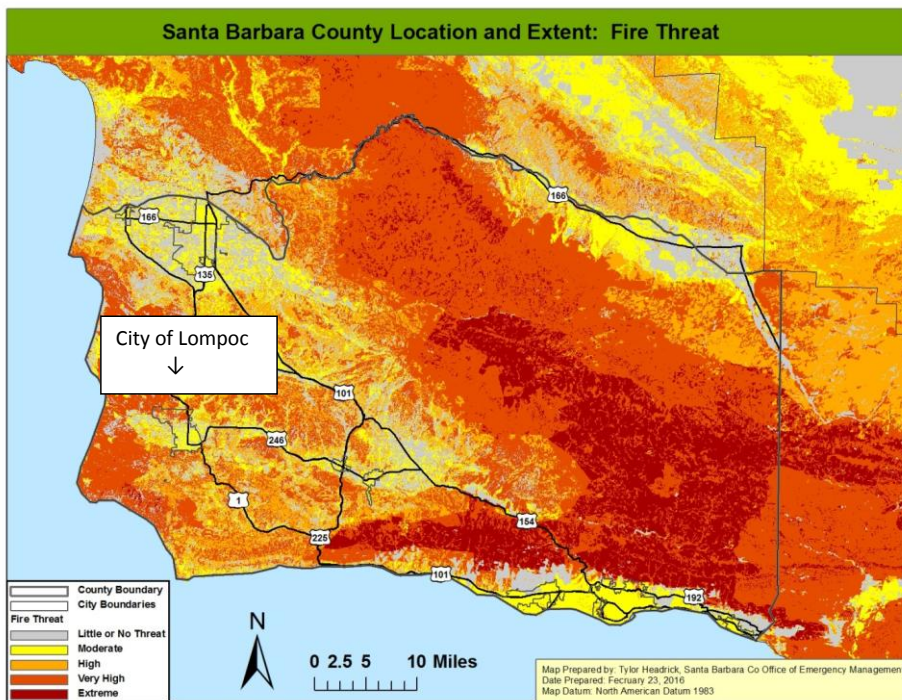 Santa Barbara County Location and Extent: Fire Threat
166
166
135
City of Lompoc
↓
101
246
1
154
225
101
192
County Boundary
City Boundaries
Fire Threat
Little or No Threat
Moderate
High
Very High
Extreme
N
0 2.5 5 10 Miles
Map Prepared by: Tylor Headrick, Santa Barbara Co Office of Emergency Management
Date Prepared: Fecruary 23, 2016
Map Datum: North American Datum 1983